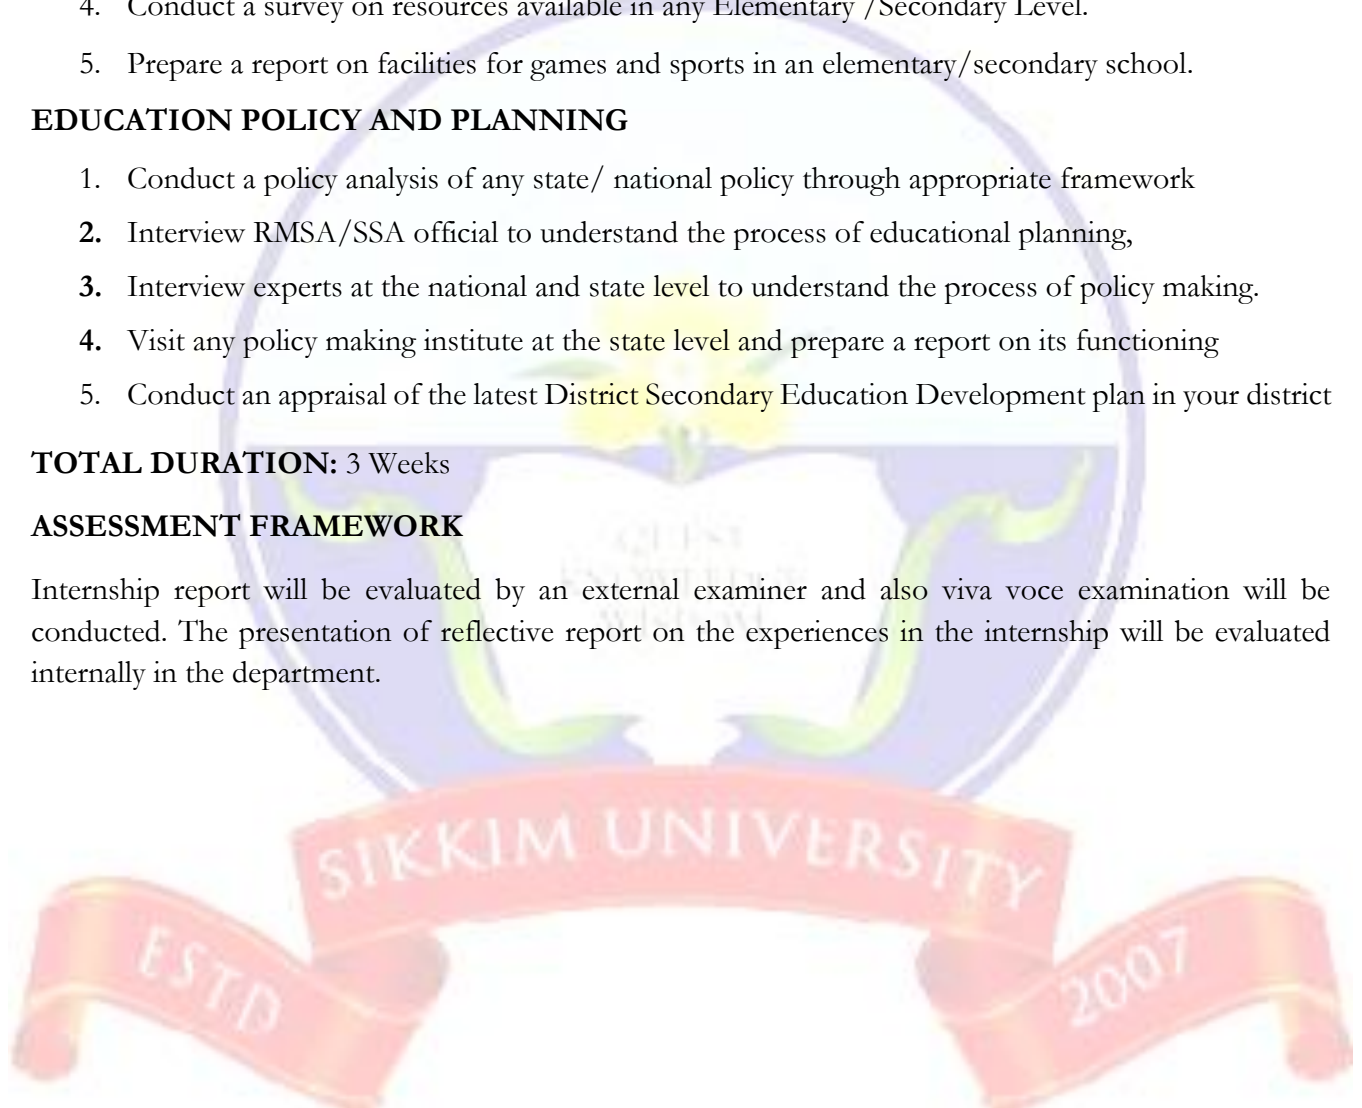 4. Conduct a survey on resources available in any Elementary /Secondary Level.
5. Prepare a report on facilities for games and sports in an elementary/secondary school.
EDUCATION POLICY AND PLANNING
1. Conduct a policy analysis of any state/ national policy through appropriate framework
2. Interview RMSA/SSA official to understand the process of educational planning,
3. Interview experts at the national and state level to understand the process of policy making.
4. Visit any policy making institute at the state level and prepare a report on its functioning
5. Conduct an appraisal of the latest District Secondary Education Development plan in your district
TOTAL DURATION: 3 Weeks
ASSESSMENT FRAMEWORK
Internship report will be evaluated by an external examiner and also viva voce examination will be
conducted. The presentation of reflective report on the experiences in the internship will be evaluated
internally in the department.
SIKKIM UNIVERSITY
ESTD
2007